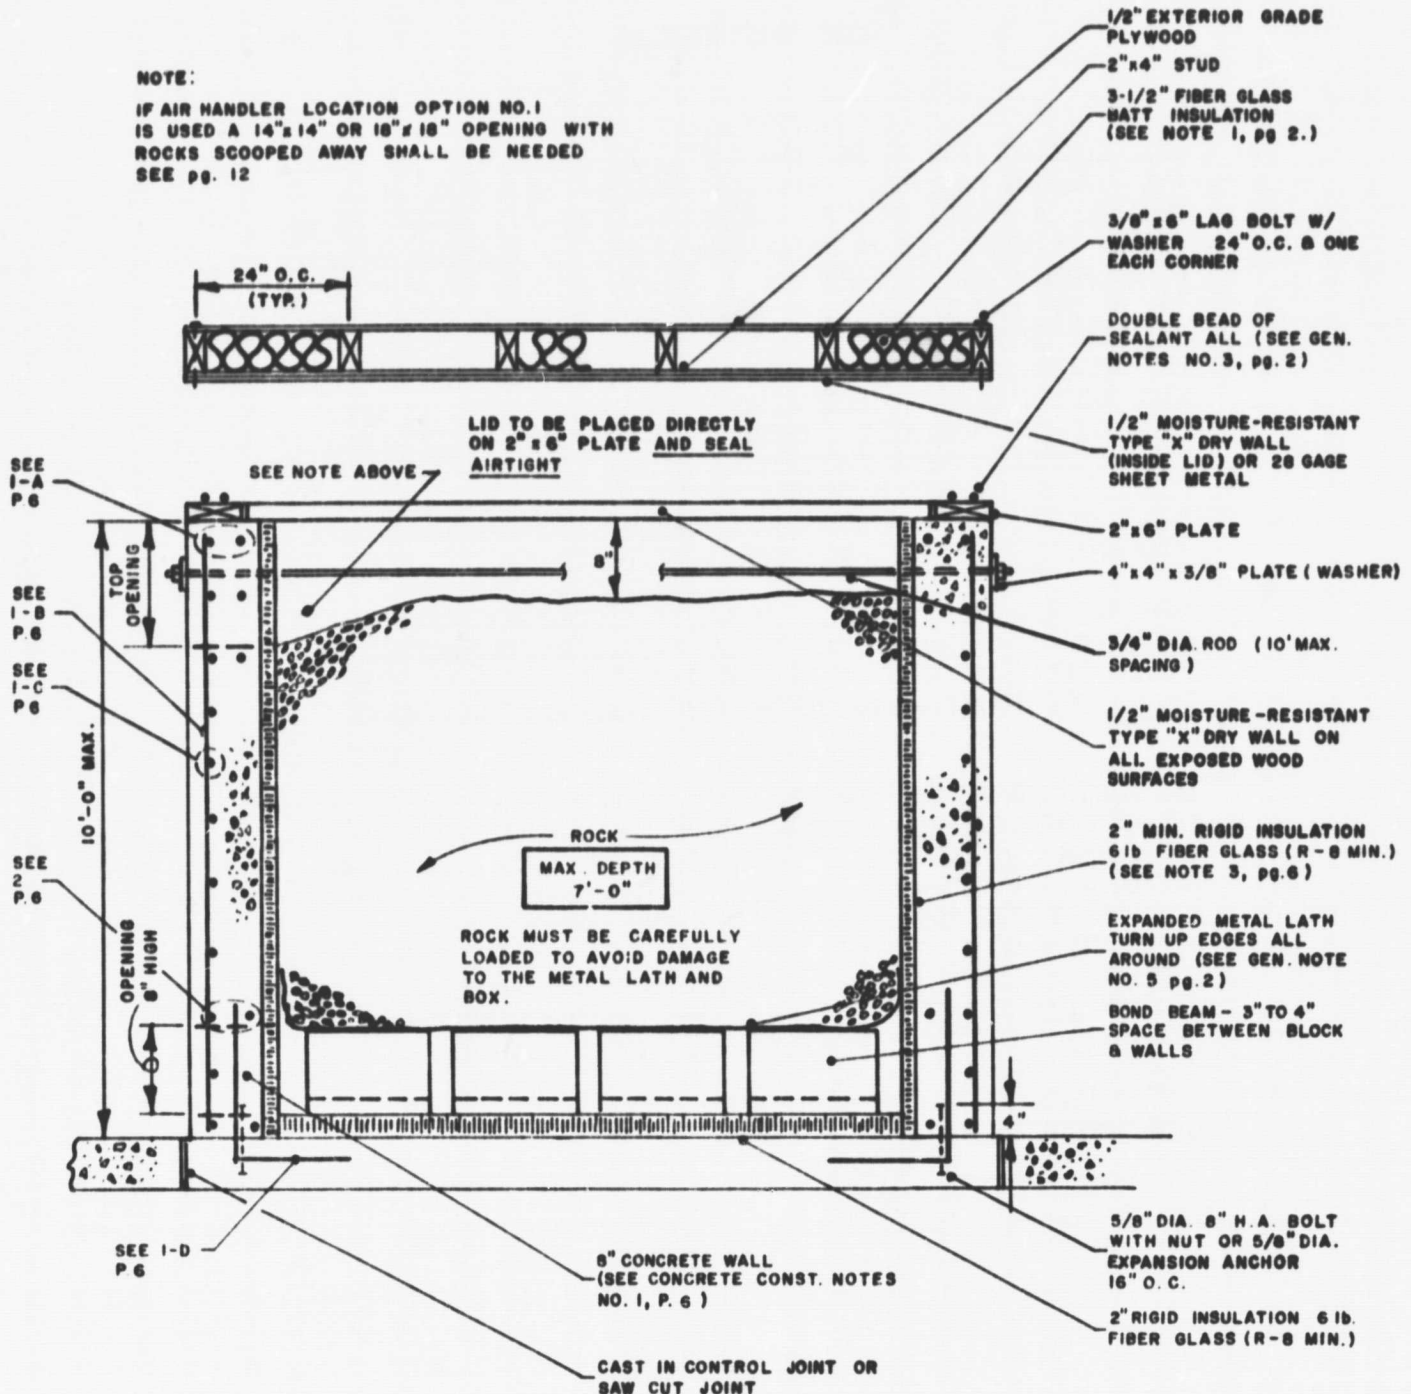 NOTE:
IF AIR HANDLER LOCATION OPTION NO.1
IS USED A 14"x 14" OR 18"x 18" OPENING WITH
ROCKS SCOOPED AWAY SHALL BE NEEDED
SEE pg. 12
1/2" EXTERIOR GRADE
PLYWOOD
2"x4" STUD
3-1/2" FIBER GLASS
BATT INSULATION
(SEE NOTE 1, pg 2.)
3/8"x6" LAG BOLT W/
WASHER 24" O.C. & ONE
EACH CORNER
24" O.C.
(TYP.)
DOUBLE BEAD OF
SEALANT ALL (SEE GEN.
NOTES NO.3, pg.2)
LID TO BE PLACED DIRECTLY
ON 2"x 6" PLATE AND SEAL
AIRTIGHT
1/2" MOISTURE-RESISTANT
TYPE "X" DRY WALL
(INSIDE LID) OR 28 GAGE
SHEET METAL
SEE
1-A
P.6
SEE NOTE ABOVE
2"x6" PLATE
TOP
OPENING
8"
4"x4"x3/8" PLATE (WASHER)
SEE
1-B
P.6
3/4" DIA. ROD (10' MAX.
SPACING)
SEE
1-C
P6
1/2" MOISTURE-RESISTANT
TYPE "X" DRY WALL ON
ALL EXPOSED WOOD
SURFACES
10'-0" MAX.
ROCK
MAX. DEPTH
7'-0"
2" MIN. RIGID INSULATION
6 lb FIBER GLASS (R-8 MIN.)
(SEE NOTE 3, pg.6)
SEE
2
P.6
OPENING
8" HIGH
ROCK MUST BE CAREFULLY
LOADED TO AVOID DAMAGE
TO THE METAL LATH AND
BOX.
EXPANDED METAL LATH
TURN UP EDGES ALL
AROUND (SEE GEN. NOTE
NO. 5 pg.2)
BOND BEAM - 3" TO 4"
SPACE BETWEEN BLOCK
& WALLS
4"
SEE 1-D
P6
8" CONCRETE WALL
(SEE CONCRETE CONST. NOTES
NO. 1, P. 6)
5/8" DIA. 8" H.A. BOLT
WITH NUT OR 5/8" DIA.
EXPANSION ANCHOR
16" O.C.
2" RIGID INSULATION 6 lb.
FIBER GLASS (R-8 MIN.)
CAST IN CONTROL JOINT OR
SAW CUT JOINT